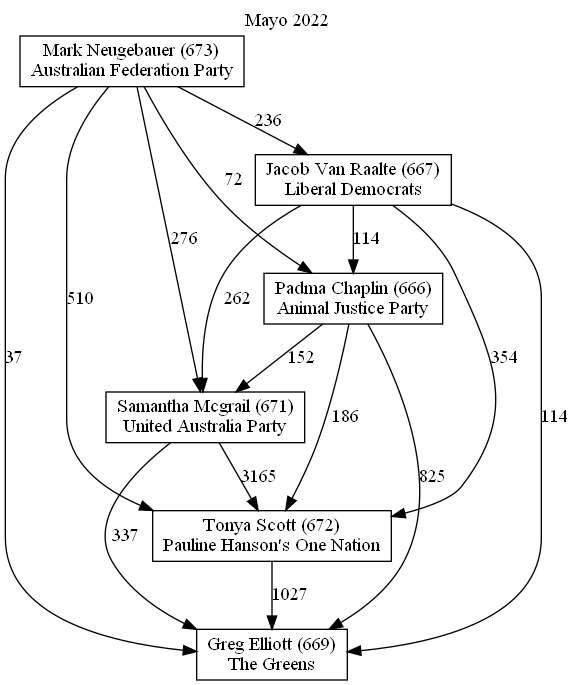 Mayo 2022
Mark Neugebauer (673)
Australian Federation Party
236
Jacob Van Raalte (667)
Liberal Democrats
72
276
114
Padma Chaplin (666)
Animal Justice Party
510
262
37
152
354
Samantha Mcgrail (671)
United Australia Party
186
114
3165
825
337
Tonya Scott (672)
Pauline Hanson's One Nation
1027
Greg Elliott (669)
The Greens